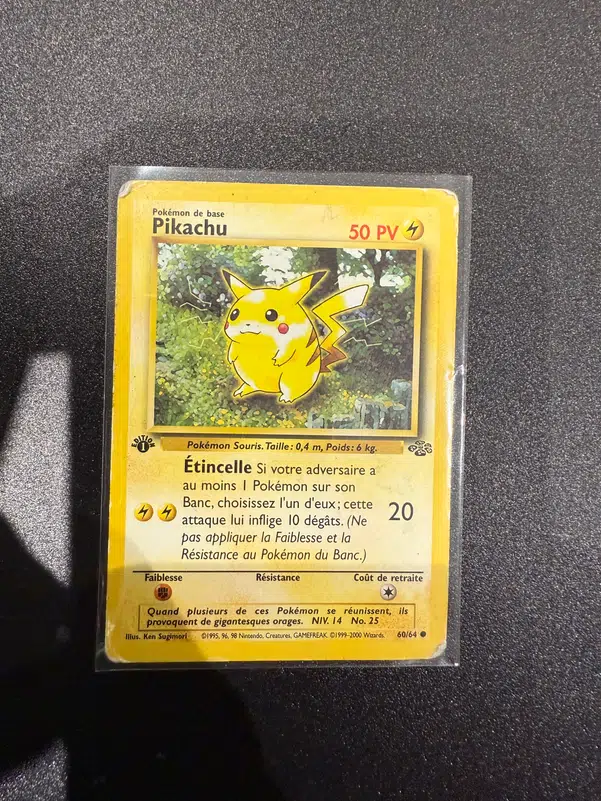 Pokémon de base
Pikachu 50 PV
EDITION 1
Pokémon Souris. Taille: 0,4 m, Poids: 6 kg.
Étincelle Si votre adversaire a
au moins 1 Pokémon sur son
Banc, choisissez l'un d'eux; cette
attaque lui inflige 10 dégâts. (Ne
pas appliquer la Faiblesse et la
Résistance au Pokémon du Banc.)
20
Faiblesse Résistance Coût de retraite
Quand plusieurs de ces Pokémon se réunissent, ils
provoquent de gigantesques orages. NIV. 14 No. 25
Illus. Ken Sugimori ©1995, 96, 98 Nintendo, Creatures, GAMEFREAK. ©1999-2000 Wizards. 60/64